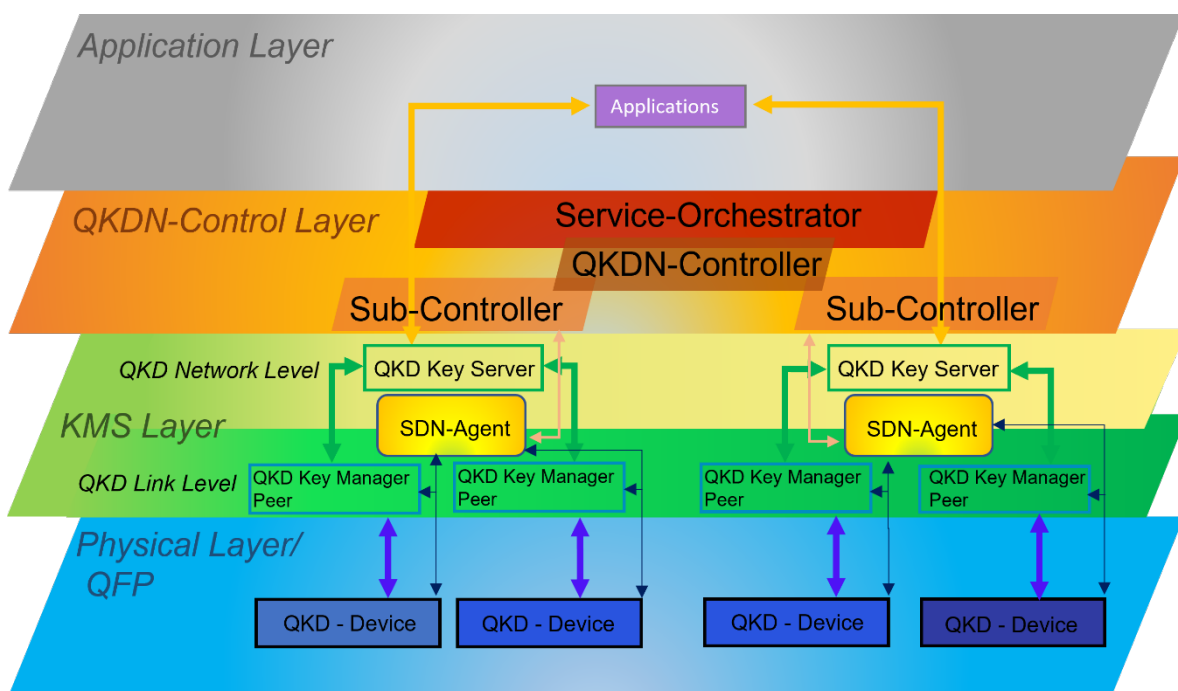 Application Layer
Applications
QKDN-Control Layer
Service-Orchestrator
QKDN-Controller
Sub-Controller
Sub-Controller
QKD Network Level
QKD Key Server
QKD Key Server
KMS Layer
SDN-Agent
SDN-Agent
QKD Link Level
QKD Key Manager
Peer
QKD Key Manager
Peer
QKD Key Manager
Peer
QKD Key Manager
Peer
Physical Layer/
QFP
QKD - Device
QKD - Device
QKD - Device
QKD - Device